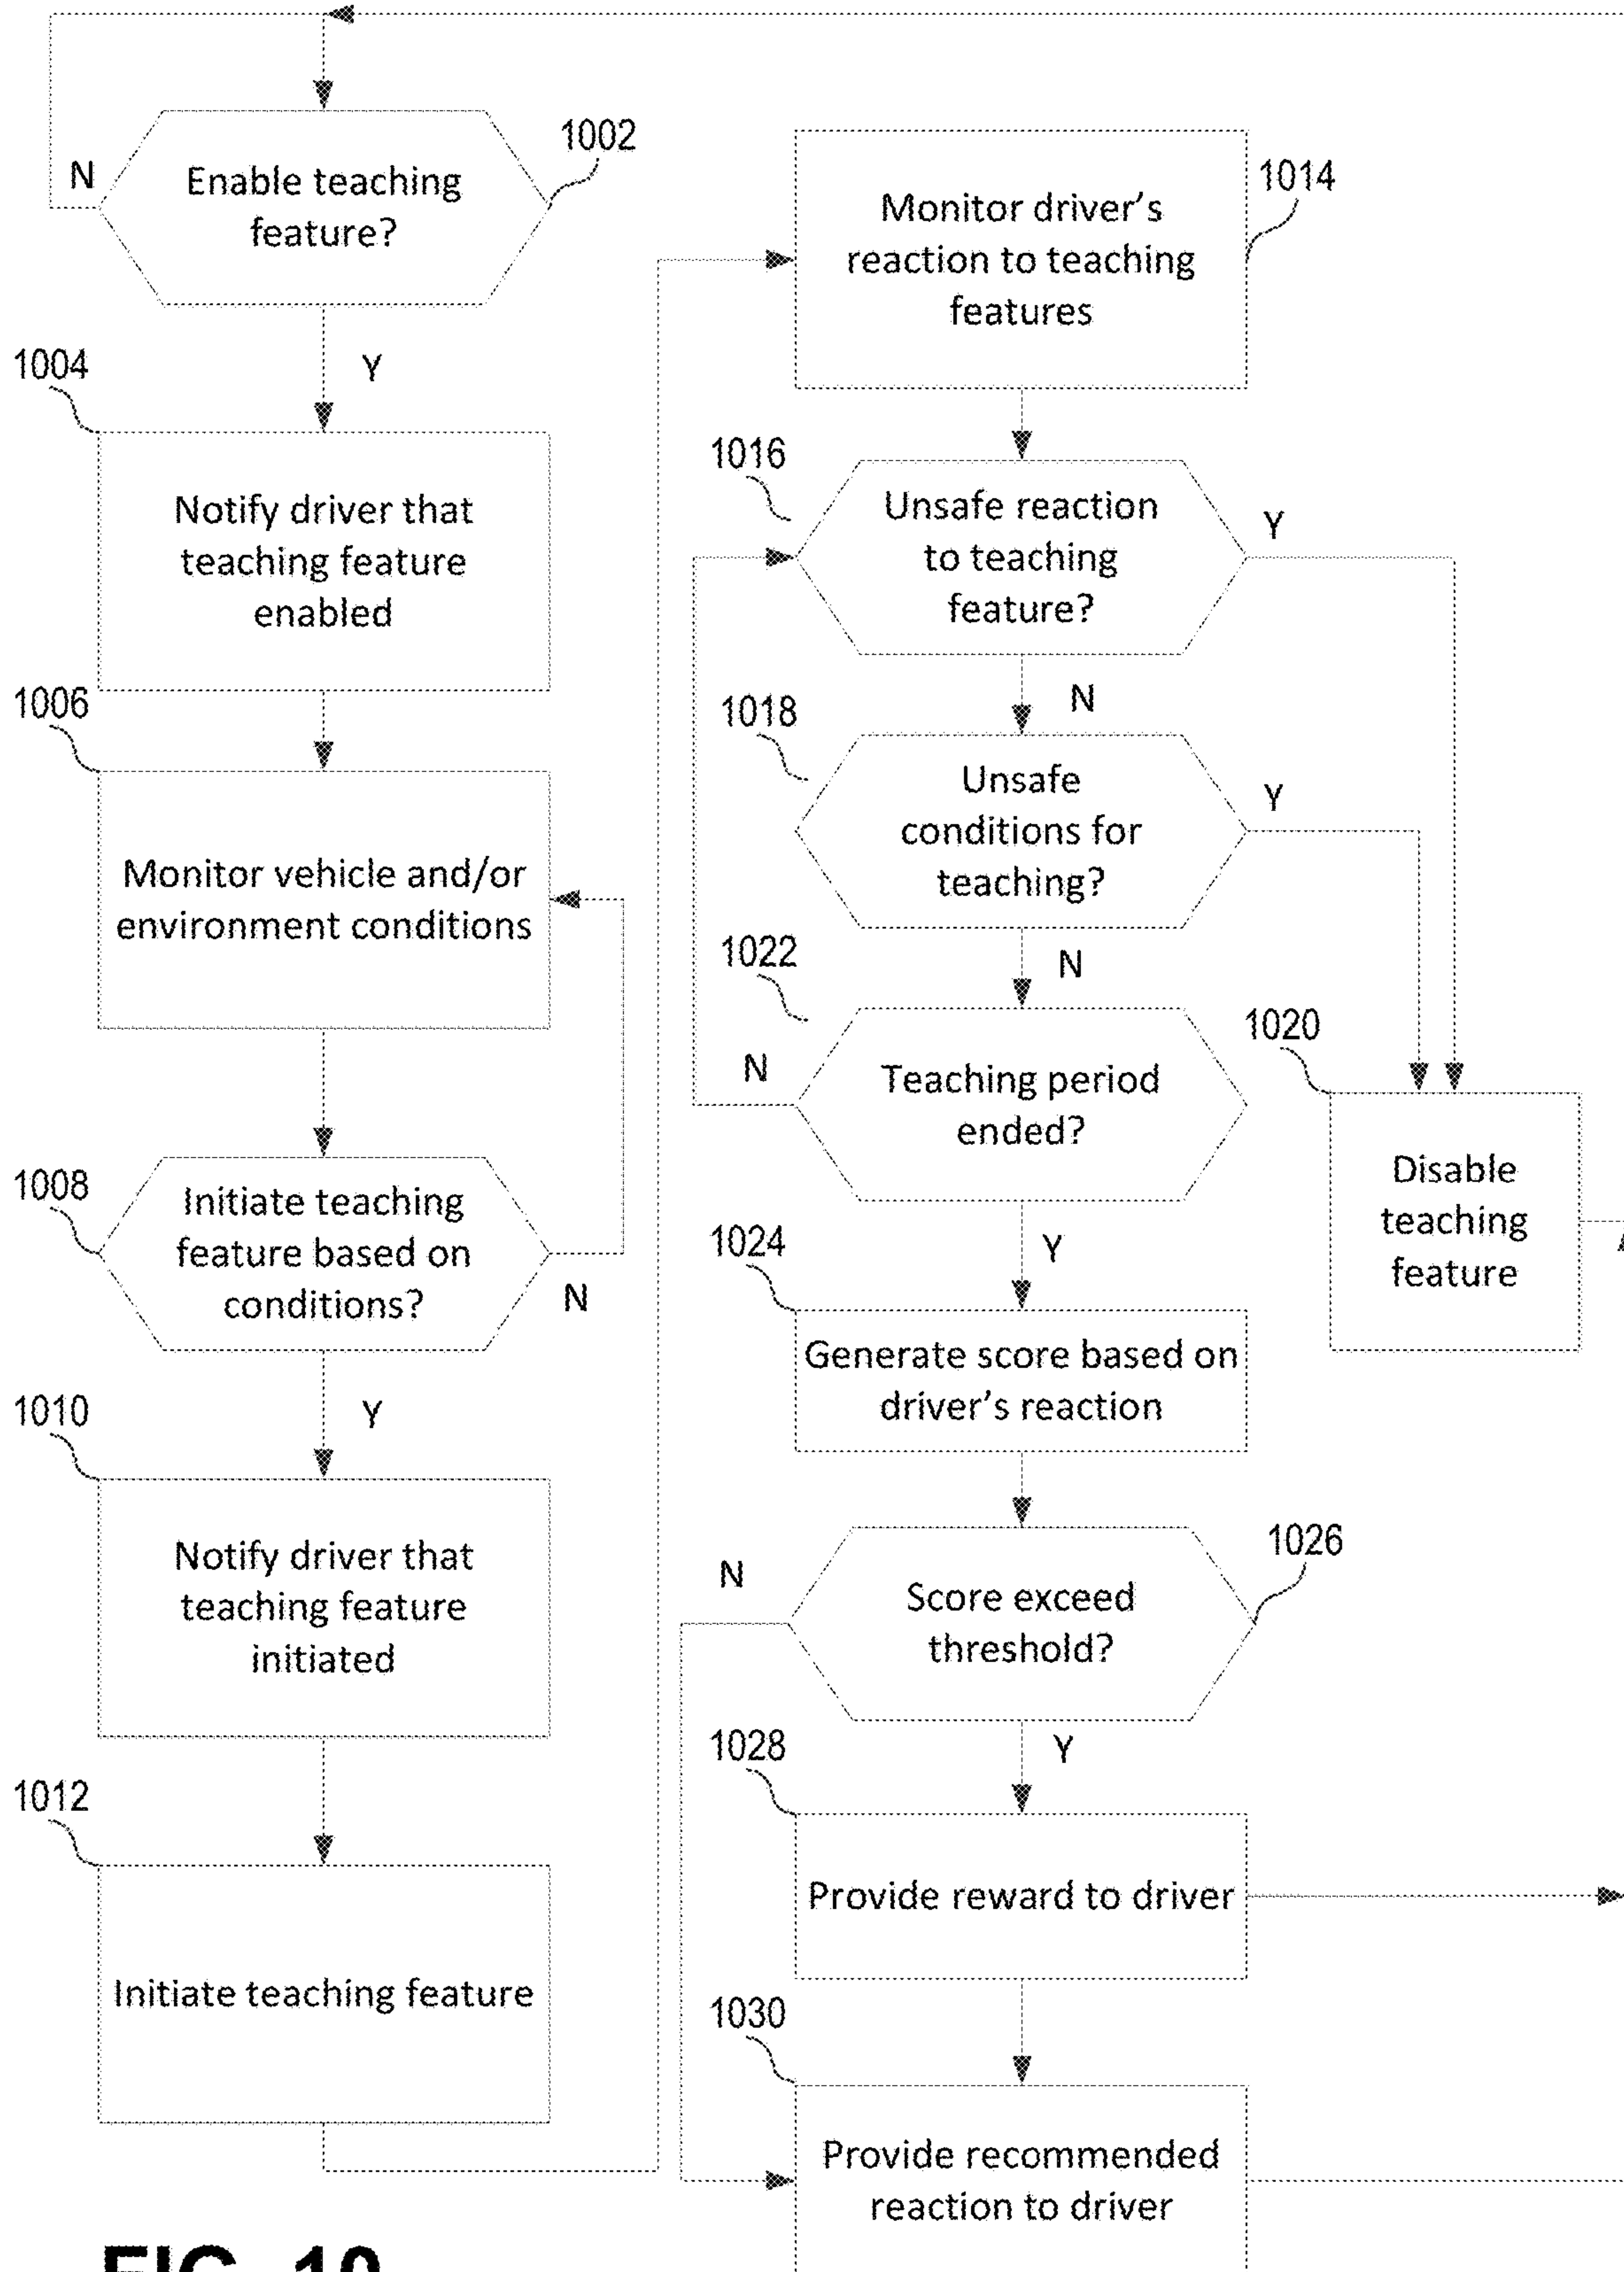 1002
N
Enable teaching
feature?
Y
1004
Notify driver that
teaching feature
enabled
1006
Monitor vehicle and/or
environment conditions
1008
Initiate teaching
feature based on
conditions?
N
Y
1010
Notify driver that
teaching feature
initiated
1012
Initiate teaching feature
1014
Monitor driver's
reaction to teaching
features
1016
Unsafe reaction
to teaching
feature?
Y
N
1018
Unsafe
conditions for
teaching?
Y
N
1022
Teaching period
ended?
N
Y
1020
Disable
teaching
feature
1024
Generate score based on
driver's reaction
1026
Score exceed
threshold?
N
Y
1028
Provide reward to driver
1030
Provide recommended
reaction to driver
FIG. 10